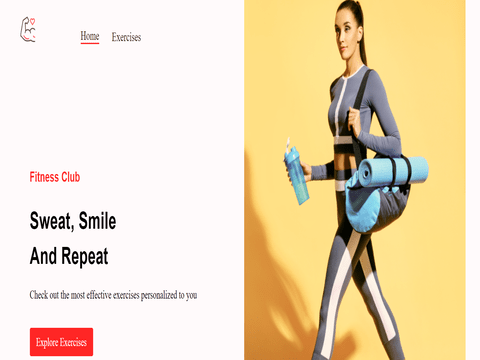 Home Exercises
Fitness Club
Sweat, Smile
And Repeat
Check out the most effective exercises personalized to you
Explore Exercises